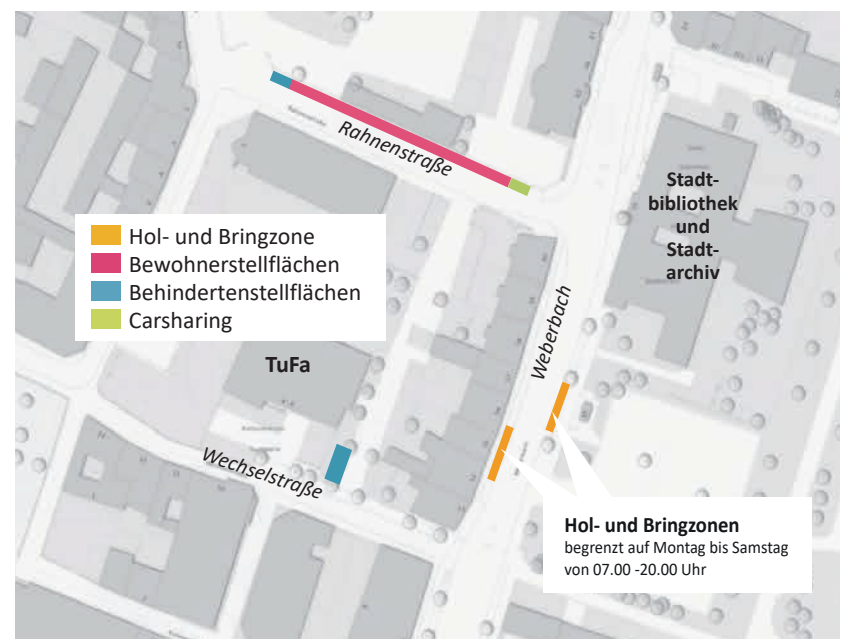 Rahnenstraße
Stadt-
bibliothek
und
Stadt-
archiv
Hol- und Bringzone
Bewohnerstellflächen
Behindertenstellflächen
Carsharing
TuFa
Weberbach
Wechselstraße
Hol- und Bringzonen
begrenzt auf Montag bis Samstag
von 07.00 -20.00 Uhr